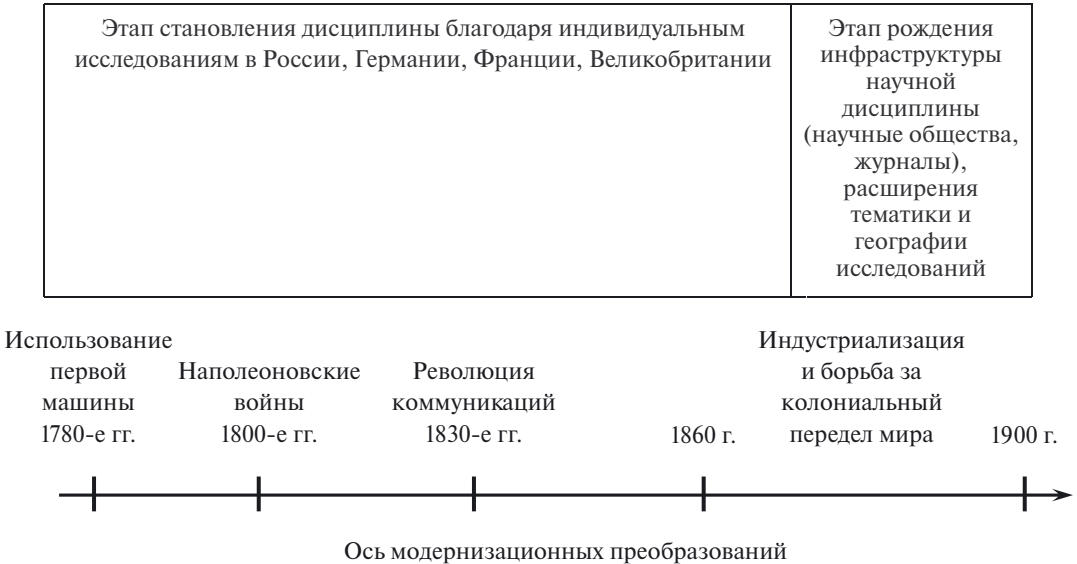 Этап становления дисциплины благодаря индивидуальным
исследованиям в России, Германии, Франции, Великобритании
Этап рождения
инфраструктуры
научной
дисциплины
(научные общества,
журналы),
расширения
тематики и
географии
исследований
Использование
первой
машины
1780-е гг.
Наполеоновские
войны
1800-е гг.
Революция
коммуникаций
1830-е гг.
1860 г.
Индустриализация
и борьба за
колониальный
передел мира
1900 г.
Ось модернизационных преобразований